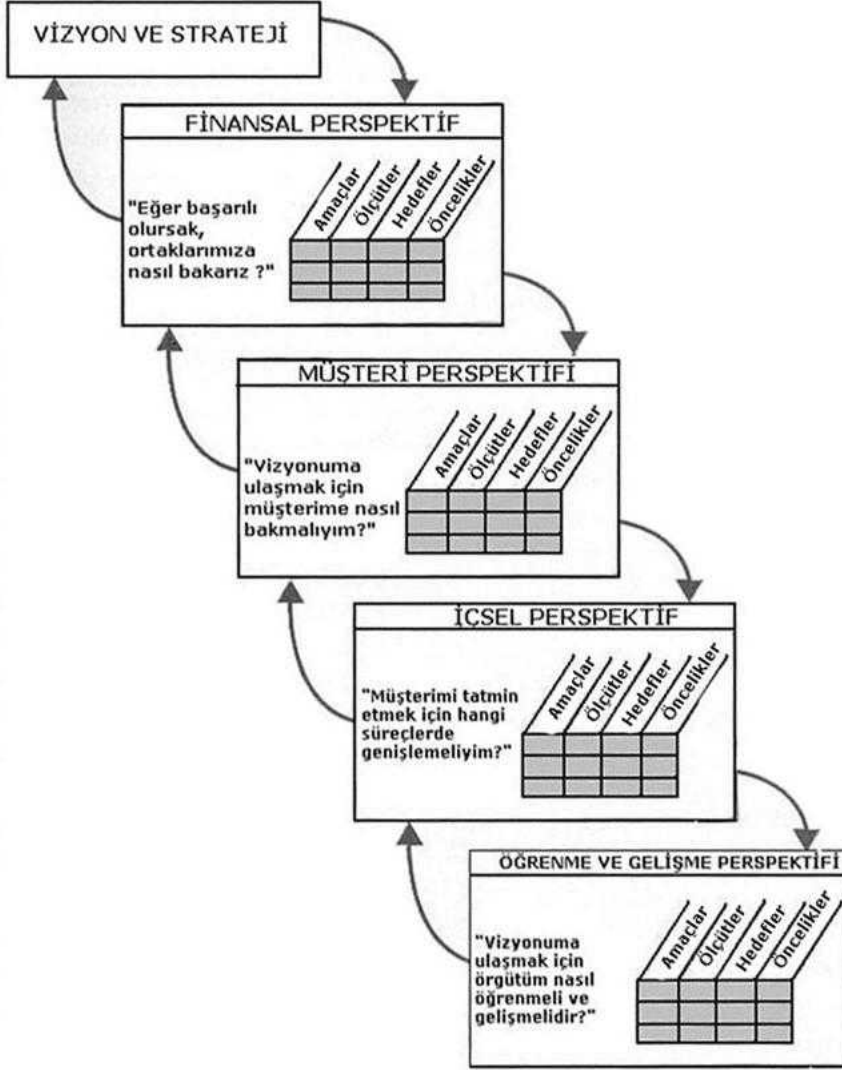 VİZYON VE STRATEJİ
FİNANSAL PERSPEKTİF
Amaçlar
Ölçütler
Hedefler
Öncelikler
"Eğer başarılı
olursak,
ortaklarımıza
nasıl bakarız ?"
MÜŞTERİ PERSPEKTİFİ
Amaçlar
Ölçütler
Hedefler
Öncelikler
"Vizyonuma
ulaşmak için
müşterime nasıl
bakmalıyım?"
İÇSEL PERSPEKTİF
Amaçlar
Ölçütler
Hedefler
Öncelikler
"Müşterimi tatmin
etmek için hangi
süreçlerde
genişlemeliyim?"
ÖĞRENME VE GELİŞME PERSPEKTİFİ
Amaçlar
Ölçütler
Hedefler
Öncelikler
"Vizyonuma
ulaşmak için
örgütüm nasıl
öğrenmeli ve
gelişmelidir?"